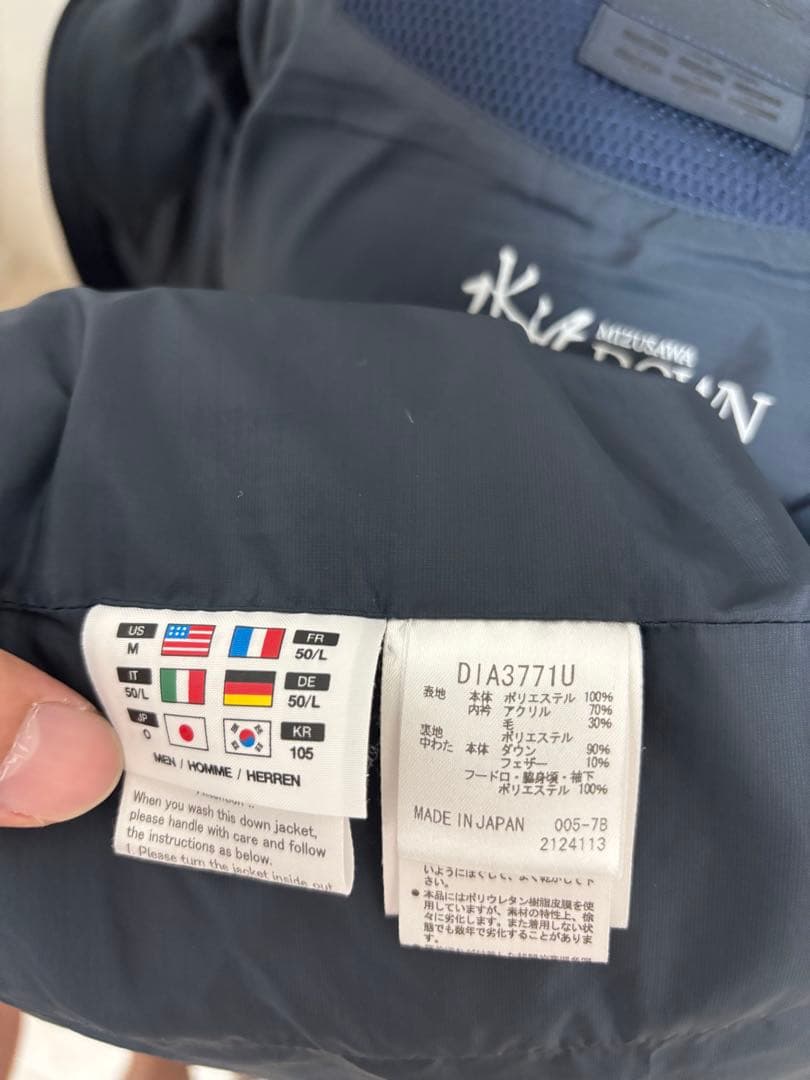 MIZUSAWA
DOWN
US
M
FR
50/L
IT
50/L
DE
50/L
JP
O
KR
105
MEN / HOMME / HERREN
When you wash this down jacket,
please handle with care and follow
the instructions as below.
1. Please turn the jacket inside out
DIA3771U
表地 本体 ポリエステル 100%
内衿 アクリル 70%
毛 30%
裏地 ポリエステル
中わた 本体 ダウン 90%
フェザー 10%
フードロ・脇身頃・袖下
ポリエステル 100%
MADE IN JAPAN 005-7B
2124113
さい。
●本品にはポリウレタン樹脂皮膜を使
用していますが、素材の特性上、徐
々に劣化します。また着用しない状
態でも数年で劣化することがありま
す。